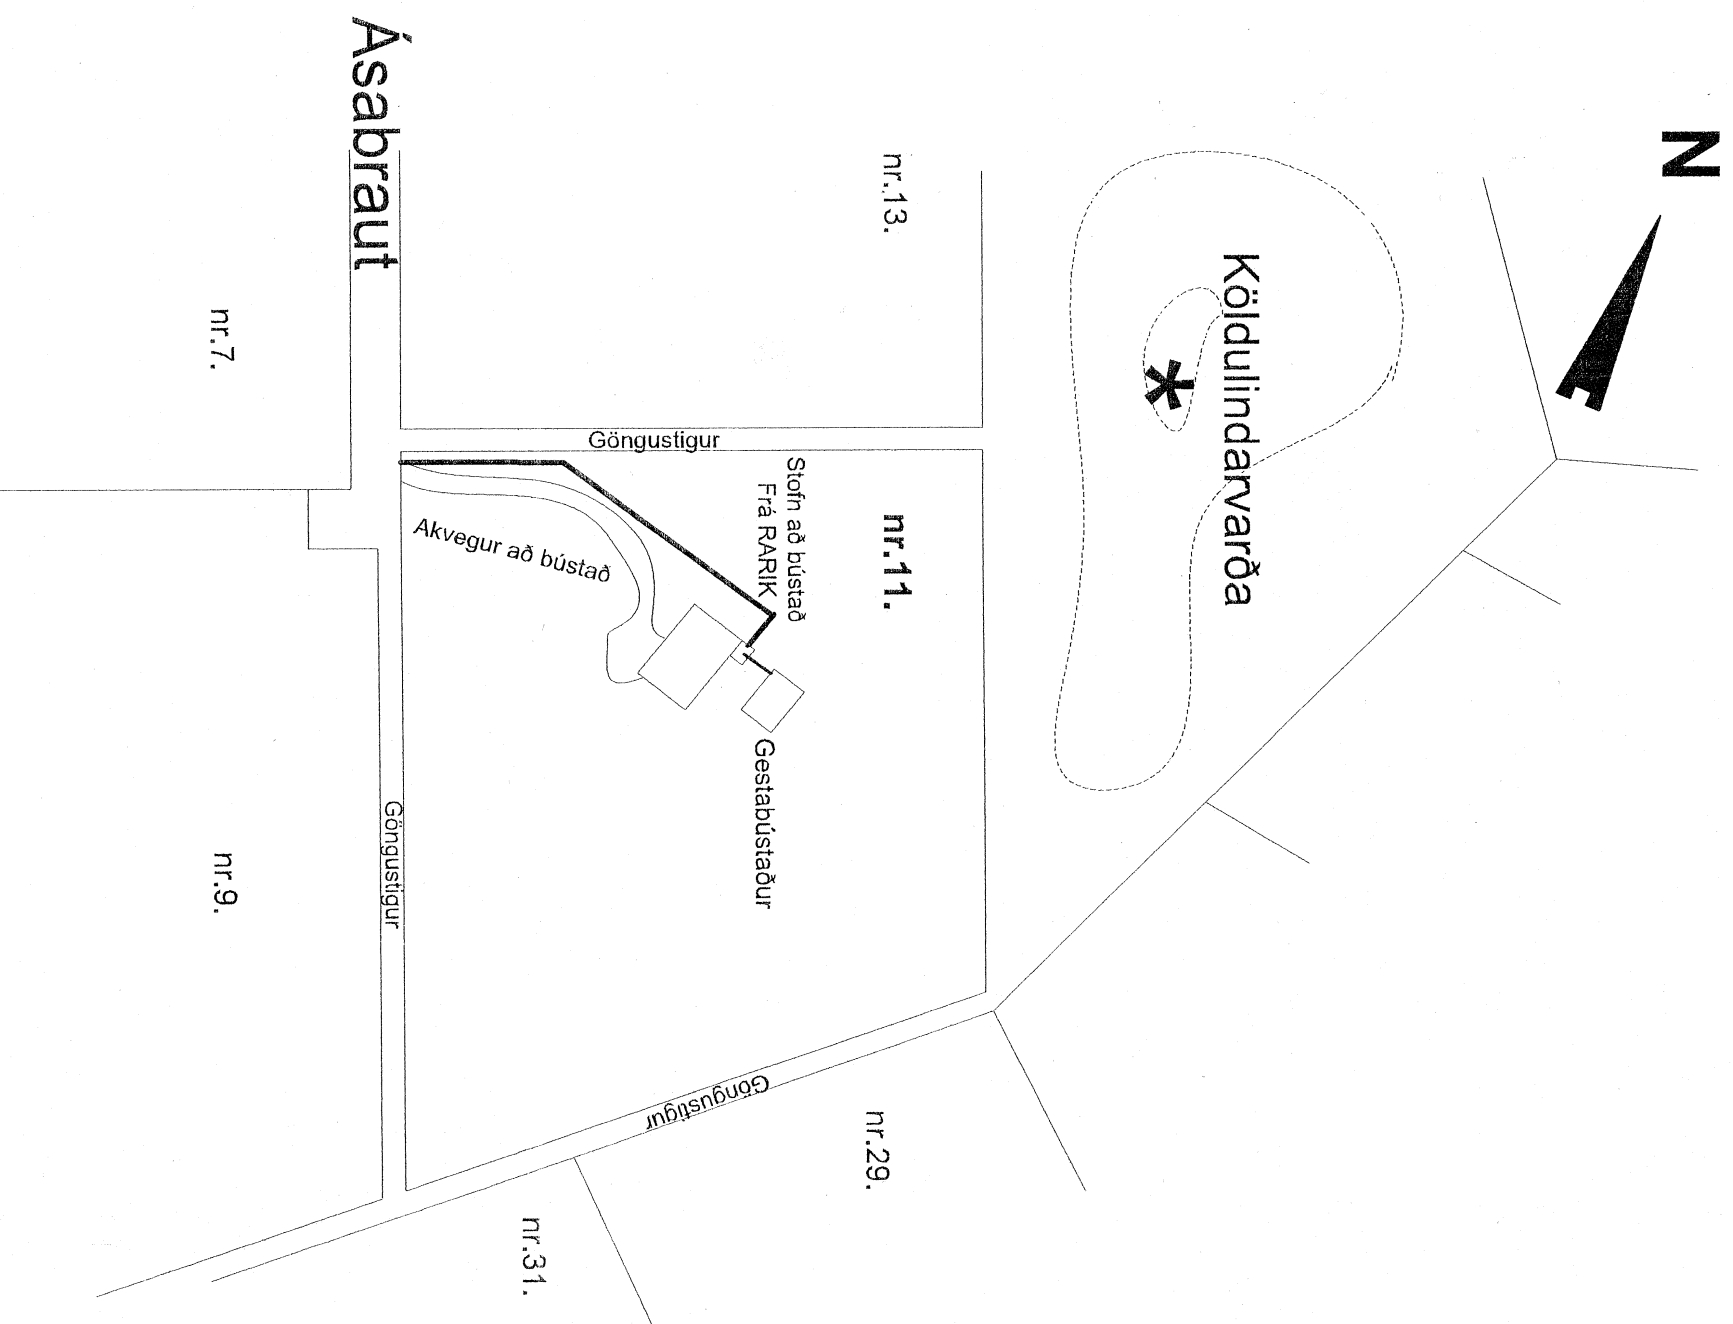 N
Ásabraut
nr.13.
Köldulindarvarða
*
nr.7.
Göngustigur
Stofn að bústað
Frá RARIK
nr.11.
Akvegur að bústað
Gestabústaður
Göngustigur
nr.9.
Göngustigur
nr.29.
nr.31.